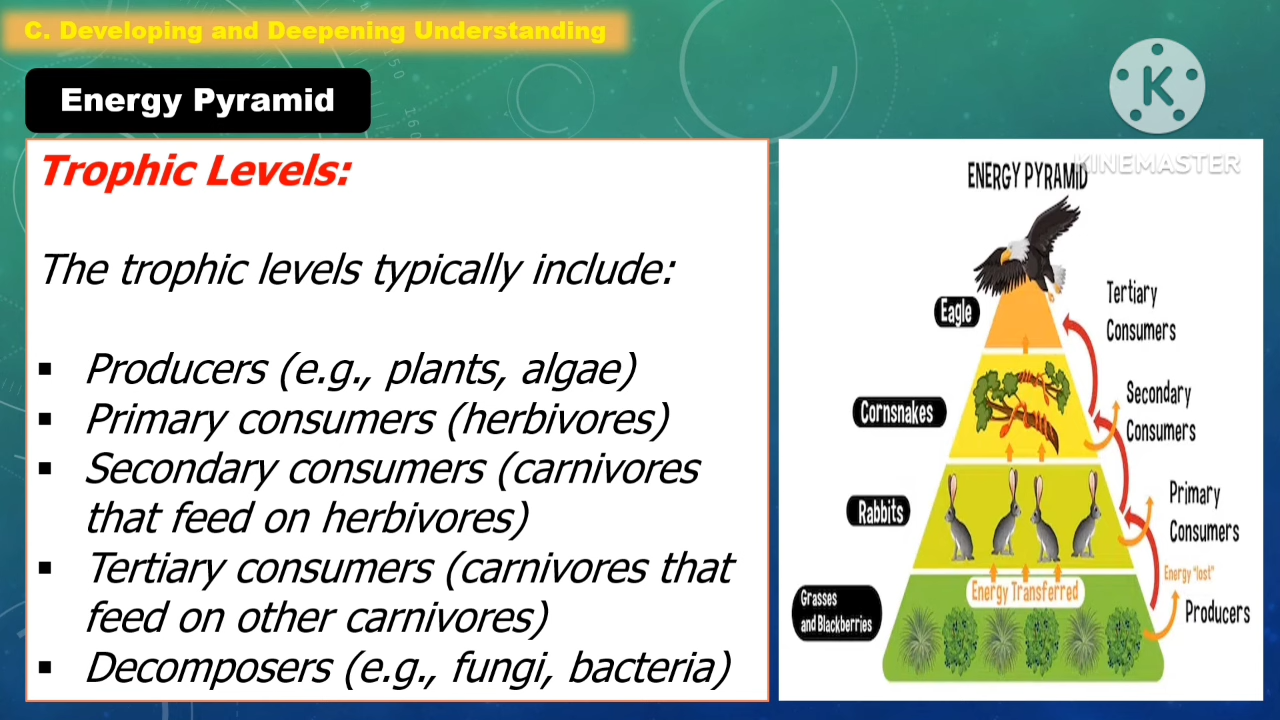 C. Developing and Deepening Understanding
Energy Pyramid
Trophic Levels:
The trophic levels typically include:
▪ Producers (e.g., plants, algae)
▪ Primary consumers (herbivores)
▪ Secondary consumers (carnivores
that feed on herbivores)
▪ Tertiary consumers (carnivores that
feed on other carnivores)
▪ Decomposers (e.g., fungi, bacteria)
K
KINEMASTER
ENERGY PYRAMiD
Eagle
Tertiary
Consumers
Cornsnakes
Secondary
Consumers
Rabbits
Primary
Consumers
Energy "lost"
Energy Transferred
Grasses
and Blackberries
Producers
150
160